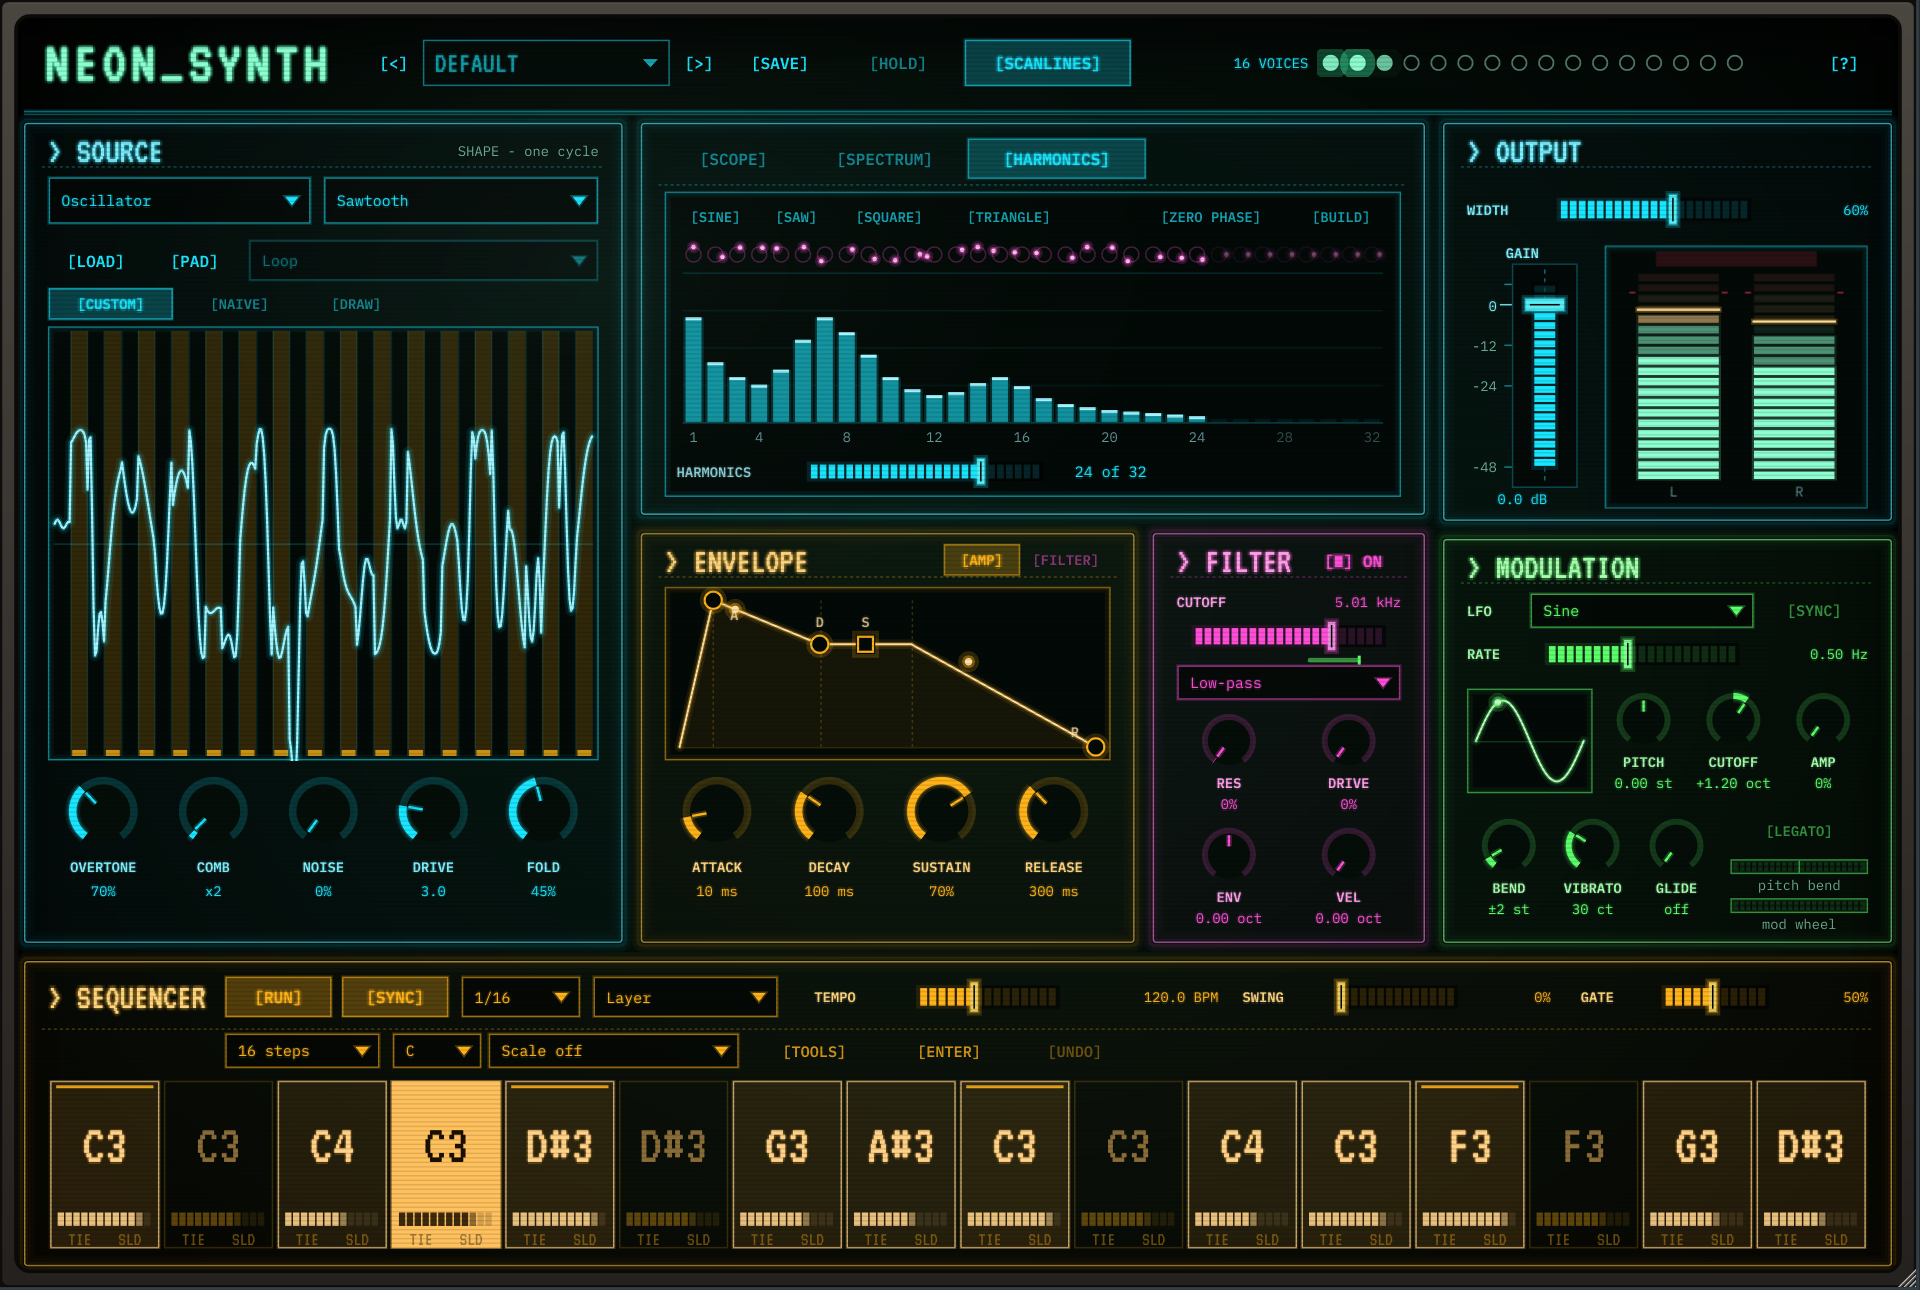 NEON_SYNTH [<] DEFAULT [>] [SAVE] [HOLD] [SCANLINES] 16 VOICES [?]
❯ SOURCE SHAPE - one cycle
Oscillator Sawtooth
[LOAD] [PAD] Loop
[CUSTOM] [NAIVE] [DRAW]
OVERTONE COMB NOISE DRIVE FOLD
70% x2 0% 3.0 45%
[SCOPE] [SPECTRUM] [HARMONICS]
[SINE] [SAW] [SQUARE] [TRIANGLE] [ZERO PHASE] [BUILD]
1 4 8 12 16 20 24 28 32
HARMONICS 24 of 32
❯ OUTPUT
WIDTH 60%
GAIN
0
-12
-24
-48
0.0 dB
L R
❯ ENVELOPE [AMP] [FILTER]
A D S R
ATTACK DECAY SUSTAIN RELEASE
10 ms 100 ms 70% 300 ms
❯ FILTER [■] ON
CUTOFF 5.01 kHz
Low-pass
RES DRIVE
0% 0%
ENV VEL
0.00 oct 0.00 oct
❯ MODULATION
LFO Sine [SYNC]
RATE 0.50 Hz
PITCH CUTOFF AMP
0.00 st +1.20 oct 0%
[LEGATO]
BEND VIBRATO GLIDE
±2 st 30 ct off
pitch bend
mod wheel
❯ SEQUENCER [RUN] [SYNC] 1/16 Layer TEMPO 120.0 BPM SWING 0% GATE 50%
16 steps C Scale off [TOOLS] [ENTER] [UNDO]
C3 C3 C4 C3 D#3 D#3 G3 A#3 C3 C3 C4 C3 F3 F3 G3 D#3
TIE SLD TIE SLD TIE SLD TIE SLD TIE SLD TIE SLD TIE SLD TIE SLD TIE SLD TIE SLD TIE SLD TIE SLD TIE SLD TIE SLD TIE SLD TIE SLD